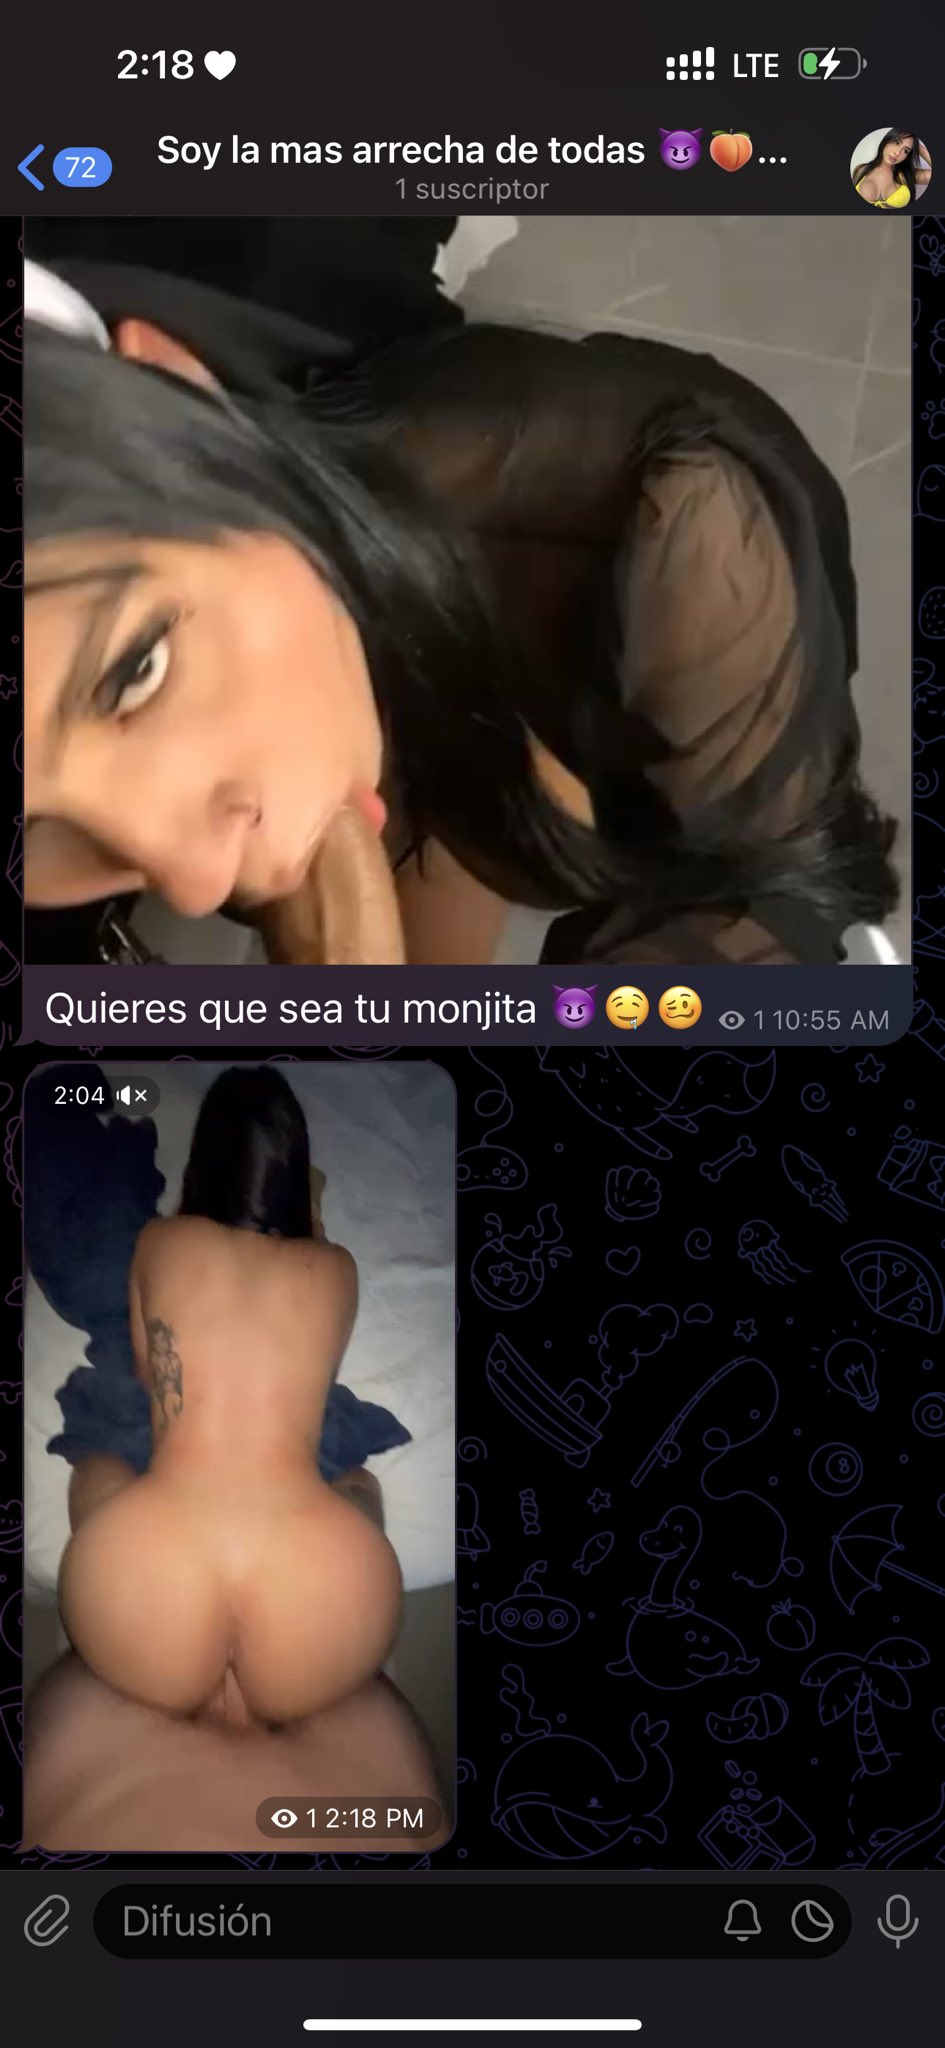 2:18
LTE
72
Soy la mas arrecha de todas 😈🍑...
1 suscriptor
Quieres que sea tu monjita 😈🤤🥴
1 10:55 AM
2:04
1 2:18 PM
Difusión